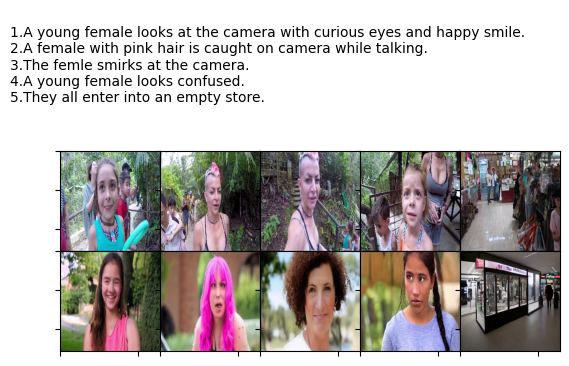 1.A young female looks at the camera with curious eyes and happy smile.
2.A female with pink hair is caught on camera while talking.
3.The femle smirks at the camera.
4.A young female looks confused.
5.They all enter into an empty store.